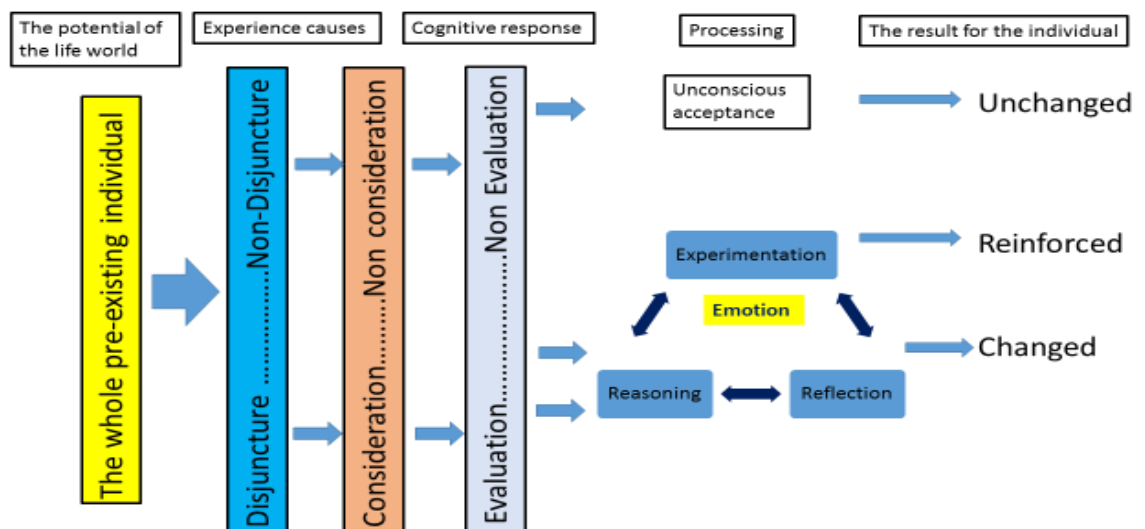 The potential of
the life world
Experience causes
Cognitive response
Processing
The result for the individual
The whole pre-existing individual
Disjuncture ..................Non-Disjuncture
Consideration.........Non consideration
Evaluation............Non Evaluation
Unconscious
acceptance
Unchanged
Experimentation
Reinforced
Emotion
Changed
Reasoning
Reflection